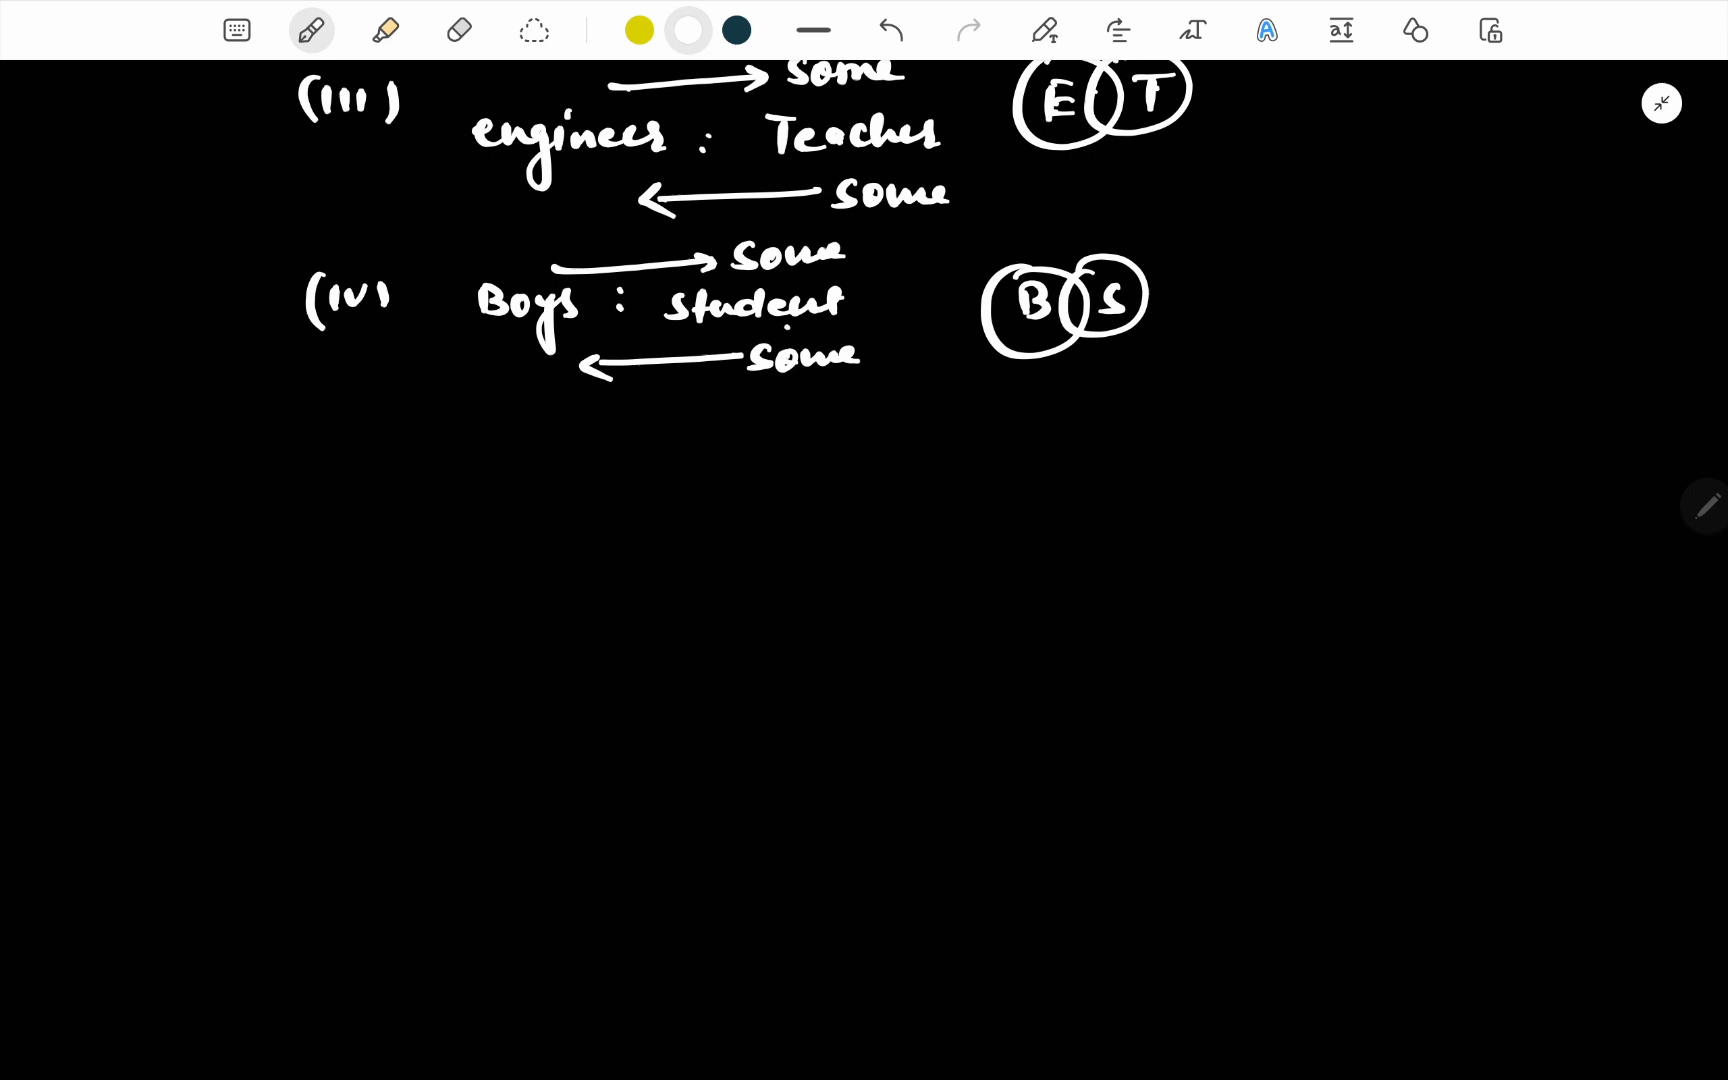 (iii) → some E T
engineer : Teacher
← some
→ some
(iv) Boys : student B S
← some